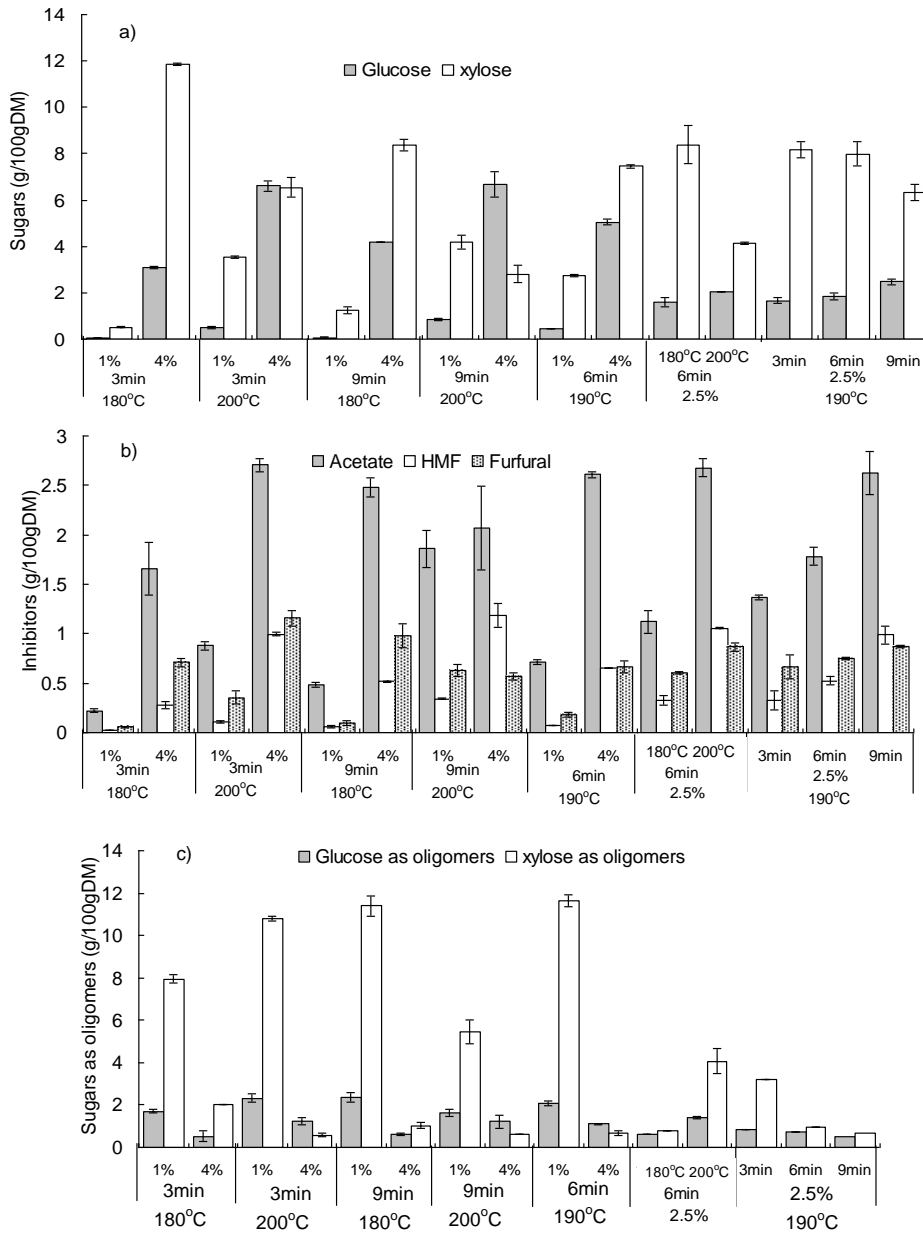 a)
Glucose xylose
Sugars (g/100gDM)
14
12
10
8
6
4
2
0
1% 4% 1% 4% 1% 4% 1% 4% 1% 4% 180°C 200°C 3min 6min 9min
3min 3min 9min 9min 6min 6min 2.5%
180°C 200°C 180°C 200°C 190°C 2.5% 190°C
b)
Acetate HMF Furfural
Inhibitors (g/100gDM)
3
2.5
2
1.5
1
0.5
0
1% 4% 1% 4% 1% 4% 1% 4% 1% 4% 180°C 200°C 3min 6min 9min
3min 3min 9min 9min 6min 6min 2.5%
180°C 200°C 180°C 200°C 190°C 2.5% 190°C
c)
Glucose as oligomers xylose as oligomers
Sugars as oligomers (g/100gDM)
14
12
10
8
6
4
2
0
1% 4% 1% 4% 1% 4% 1% 4% 1% 4% 180°C 200°C 3min 6min 9min
3min 3min 9min 9min 6min 6min 2.5%
180°C 200°C 180°C 200°C 190°C 2.5% 190°C